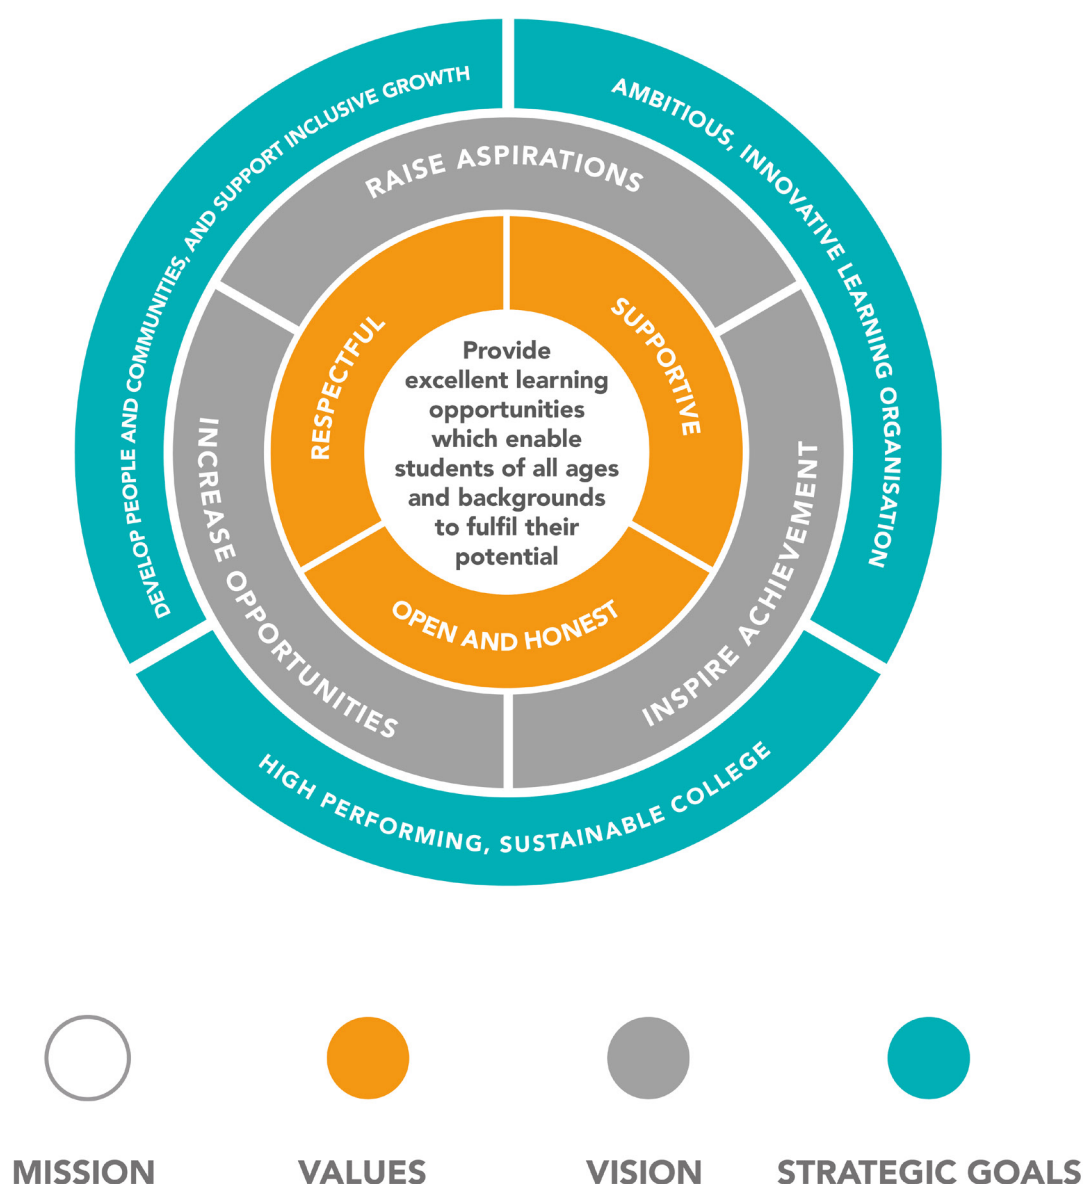 DEVELOP PEOPLE AND COMMUNITIES, AND SUPPORT INCLUSIVE GROWTH
AMBITIOUS, INNOVATIVE LEARNING ORGANISATION
HIGH PERFORMING, SUSTAINABLE COLLEGE
RAISE ASPIRATIONS
INCREASE OPPORTUNITIES
INSPIRE ACHIEVEMENT
RESPECTFUL
SUPPORTIVE
OPEN AND HONEST
Provide
excellent learning
opportunities
which enable
students of all ages
and backgrounds
to fulfil their
potential
MISSION
VALUES
VISION
STRATEGIC GOALS